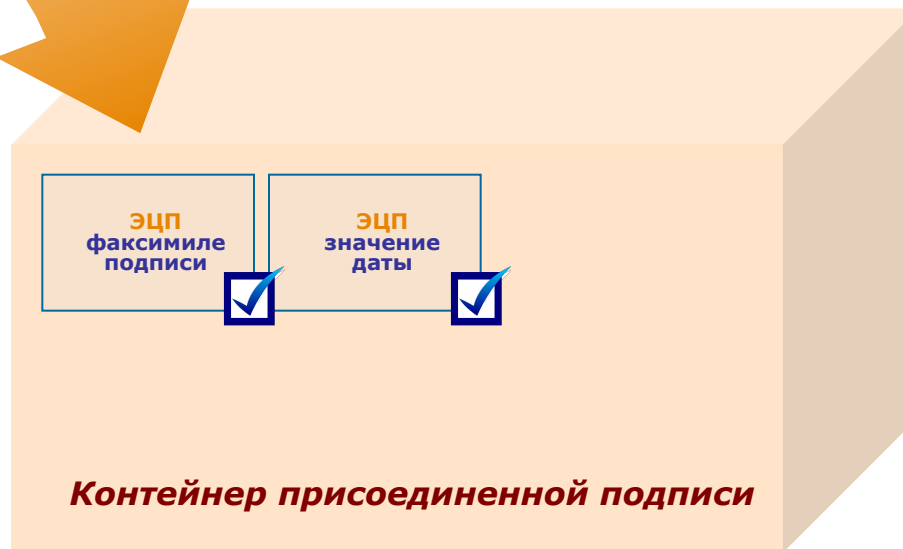 ЭЦП
факсимиле
подписи
ЭЦП
значение
даты
Контейнер присоединенной подписи